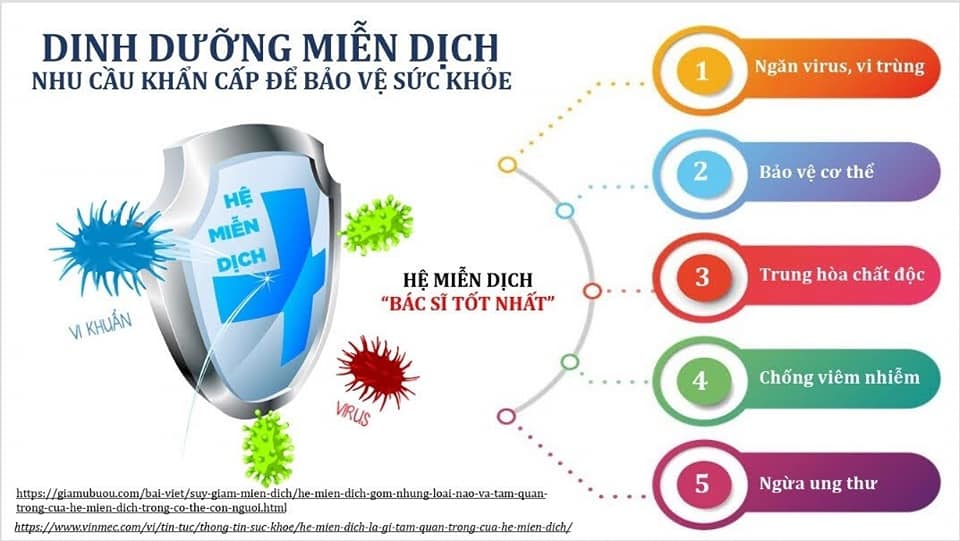 DINH DƯỠNG MIỄN DỊCH
NHU CẦU KHẨN CẤP ĐỂ BẢO VỆ SỨC KHỎE
HỆ
MIỄN
DỊCH
VI KHUẨN
VIRUS
HỆ MIỄN DỊCH
“BÁC SĨ TỐT NHẤT”
1
Ngăn virus, vi trùng
2
Bảo vệ cơ thể
3
Trung hòa chất độc
4
Chống viêm nhiễm
5
Ngừa ung thư
https://giamubuou.com/bai-viet/suy-giam-mien-dich/he-mien-dich-gom-nhung-loai-nao-va-tam-quan-
trong-cua-he-mien-dich-trong-co-the-con-nguoi.html
https://www.vinmec.com/vi/tin-tuc/thong-tin-suc-khoe/he-mien-dich-la-gi-tam-quan-trong-cua-he-mien-dich/